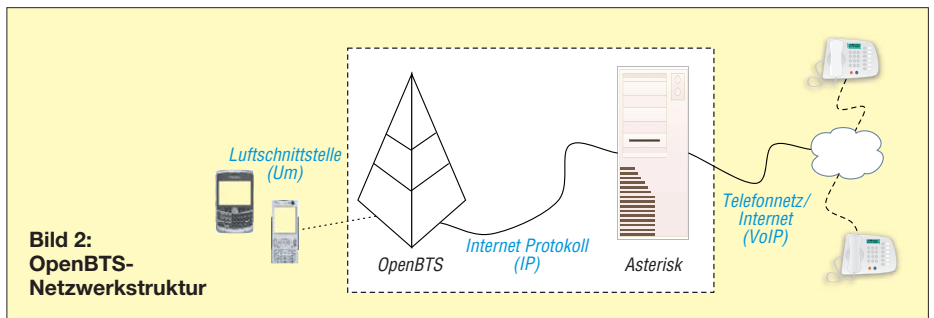 Luftschnittstelle
(Um)
Bild 2:
OpenBTS-
Netzwerkstruktur
OpenBTS
Internet Protokoll
(IP)
Asterisk
Telefonnetz/
Internet
(VoIP)